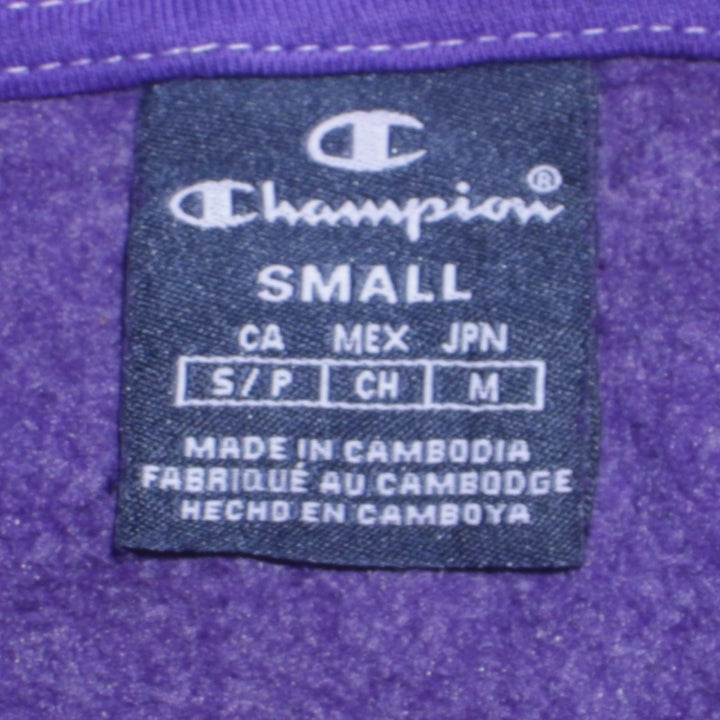 C
Champion®
SMALL
CA MEX JPN
S/P CH M
MADE IN CAMBODIA
FABRIQUÉ AU CAMBODGE
HECHO EN CAMBOYA